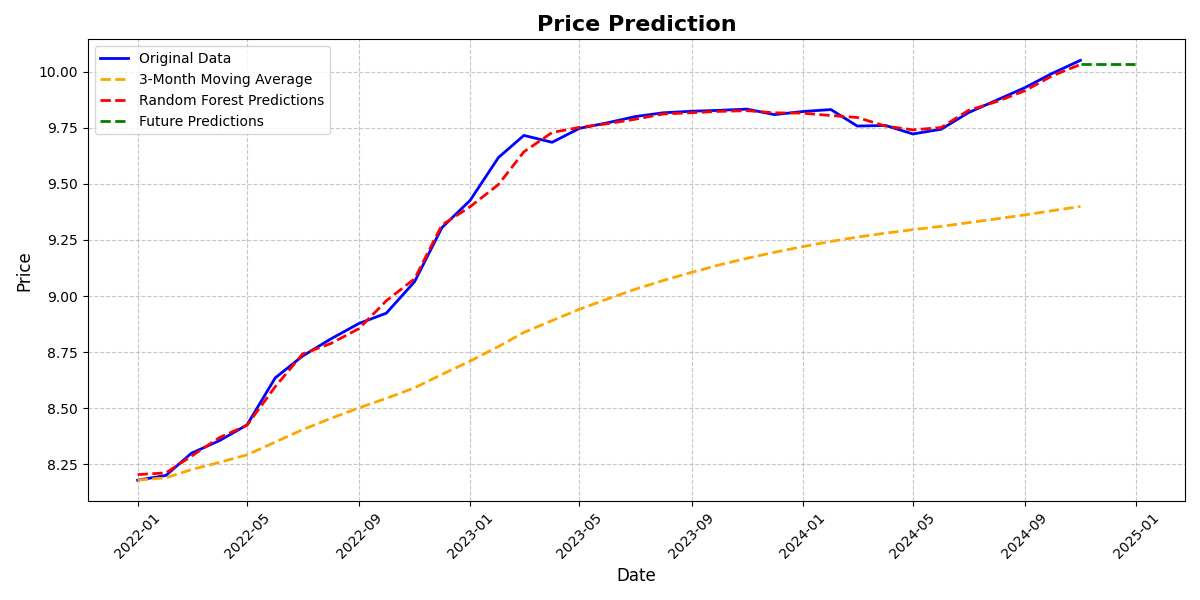 Price Prediction
Original Data
3-Month Moving Average
Random Forest Predictions
Future Predictions
Price
10.00
9.75
9.50
9.25
9.00
8.75
8.50
8.25
2022-01
2022-05
2022-09
2023-01
2023-05
2023-09
2024-01
2024-05
2024-09
2025-01
Date